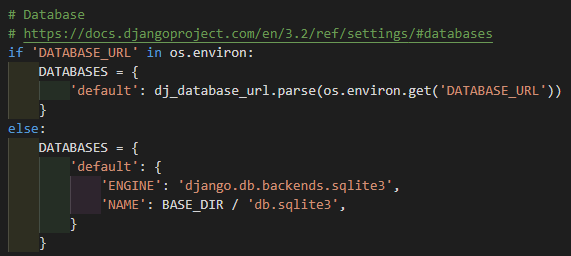 # Database
# https://docs.djangoproject.com/en/3.2/ref/settings/#databases
if 'DATABASE_URL' in os.environ:
    DATABASES = {
        'default': dj_database_url.parse(os.environ.get('DATABASE_URL'))
    }
else:
    DATABASES = {
        'default': {
            'ENGINE': 'django.db.backends.sqlite3',
            'NAME': BASE_DIR / 'db.sqlite3',
        }
    }